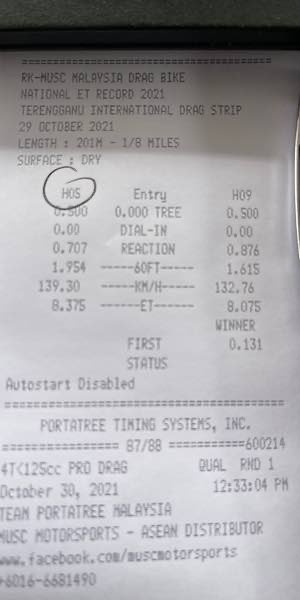 ========================================
RK-MUSC MALAYSIA DRAG BIKE
NATIONAL ET RECORD 2021
TERENGGANU INTERNATIONAL DRAG STRIP
29 OCTOBER 2021
LENGTH : 201M - 1/8 MILES
SURFACE : DRY
H05 Entry H09
0.500 0.000 TREE 0.500
0.00 DIAL-IN 0.00
0.707 REACTION 0.876
1.954 -----60FT----- 1.615
139.30 -----KM/H----- 132.76
8.375 ------ET------ 8.075
WINNER
FIRST 0.131
STATUS
Autostart Disabled
========================================
PORTATREE TIMING SYSTEMS, INC.
================ 87/88 ==========600214
4T<125cc PRO DRAG QUAL RND 1
October 30, 2021 12:33:04 PM
TEAM PORTATREE MALAYSIA
MUSC MOTORSPORTS - ASEAN DISTRIBUTOR
www.facebook.com/muscmotorsports
+6016-6681490